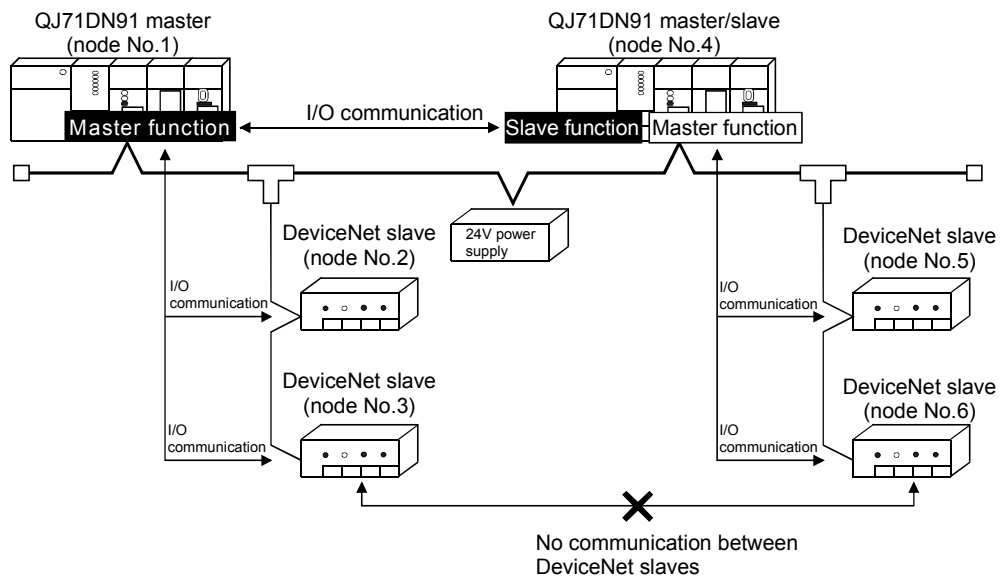 QJ71DN91 master
(node No.1)
QJ71DN91 master/slave
(node No.4)
Master function
I/O communication
Slave function
Master function
24V power
supply
DeviceNet slave
(node No.2)
DeviceNet slave
(node No.5)
I/O
communication
I/O
communication
DeviceNet slave
(node No.3)
DeviceNet slave
(node No.6)
I/O
communication
I/O
communication
No communication between
DeviceNet slaves